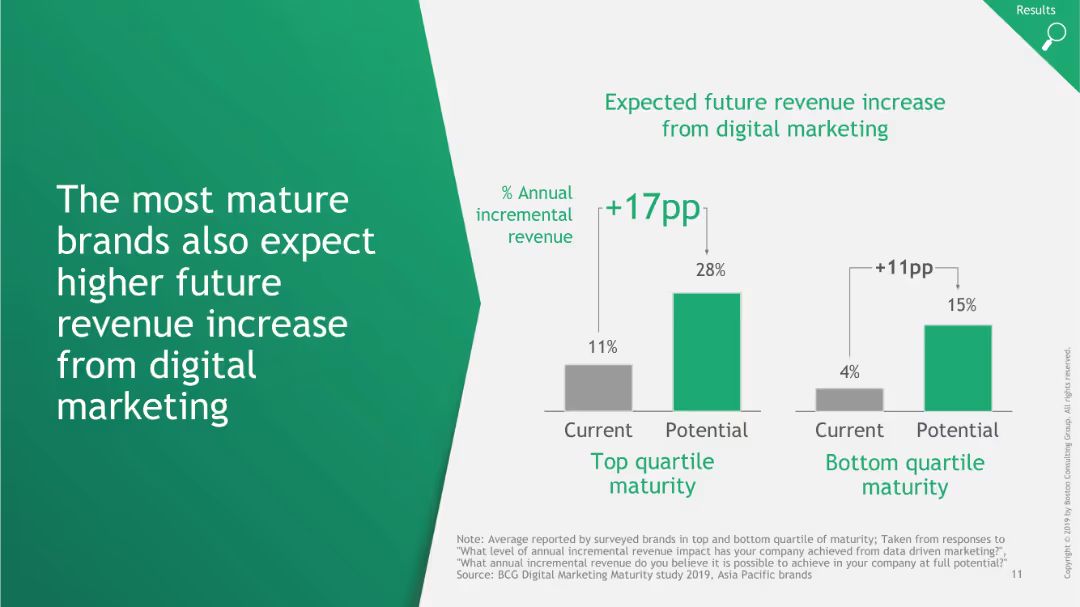 Results
The most mature
brands also expect
higher future
revenue increase
from digital
marketing
Expected future revenue increase
from digital marketing
% Annual
incremental
revenue
+17pp
28%
11%
Current
Potential
Top quartile
maturity
+11pp
15%
4%
Current
Potential
Bottom quartile
maturity
Note: Average reported by surveyed brands in top and bottom quartile of maturity; Taken from responses to
"What level of annual incremental revenue impact has your company achieved from data driven marketing?",
"What annual incremental revenue do you believe it is possible to achieve in your company at full potential?"
Source: BCG Digital Marketing Maturity study 2019, Asia Pacific brands
11
Copyright © 2019 by Boston Consulting Group. All rights reserved.